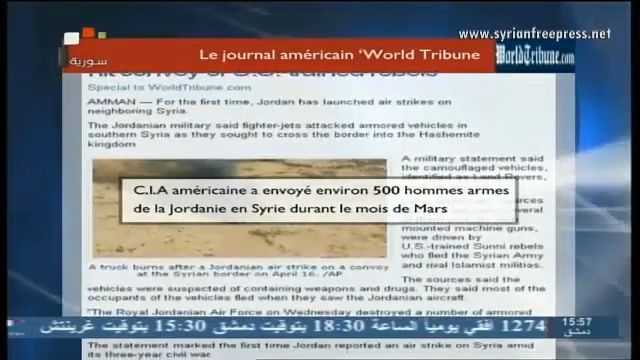 www.syrianfreepress.net
سورية
Le journal américain ‘World Tribune
WorldTribune.com
Special to WorldTribune.com
AMMAN — For the first time, Jordan has launched air strikes on
neighboring Syria.
The Jordanian military said fighter-jets attacked armored vehicles in
southern Syria as they sought to cross the border into the Hashemite
kingdom.
A military statement said
the camouflaged vehicles,
identified as Land Rovers,
C.I.A américaine a envoyé environ 500 hommes armes
de la Jordanie en Syrie durant le mois de Mars
mounted machine guns,
were driven by
U.S.-trained Sunni rebels
who fled the Syrian Army
and rival Islamist militias.
A truck burns after a Jordanian air strike on a convoy
at the Syrian border on April 16. /AP
The sources said the
vehicles were suspected of containing weapons and drugs. They said most of
the occupants of the vehicles fled when they saw the Jordanian aircraft.
"The Royal Jordanian Air Force on Wednesday destroyed a number of armored
1274 أفقي يومياً الساعة 18:30 بتوقيت دمشق 15:30 بتوقيت غرينتش
15:57
دمشق
The statement marked the first time Jordan reported an air strike on Syria amid
its three-year civil war.